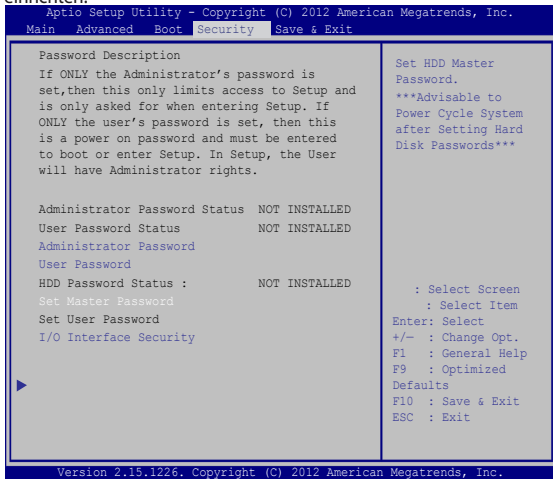 einrichten.
Aptio Setup Utility - Copyright (C) 2012 American Megatrends, Inc.
Main Advanced Boot Security Save & Exit
Password Description
If ONLY the Administrator's password is
set,then this only limits access to Setup and
is only asked for when entering Setup. If
ONLY the user's password is set, then this
is a power on password and must be entered
to boot or enter Setup. In Setup, the User
will have Administrator rights.
Administrator Password Status NOT INSTALLED
User Password Status NOT INSTALLED
Administrator Password
User Password
HDD Password Status : NOT INSTALLED
Set Master Password
Set User Password
I/O Interface Security
Set HDD Master
Password.
***Advisable to
Power Cycle System
after Setting Hard
Disk Passwords***
: Select Screen
: Select Item
Enter: Select
+/— : Change Opt.
F1 : General Help
F9 : Optimized
Defaults
F10 : Save & Exit
ESC : Exit
Version 2.15.1226. Copyright (C) 2012 American Megatrends, Inc.